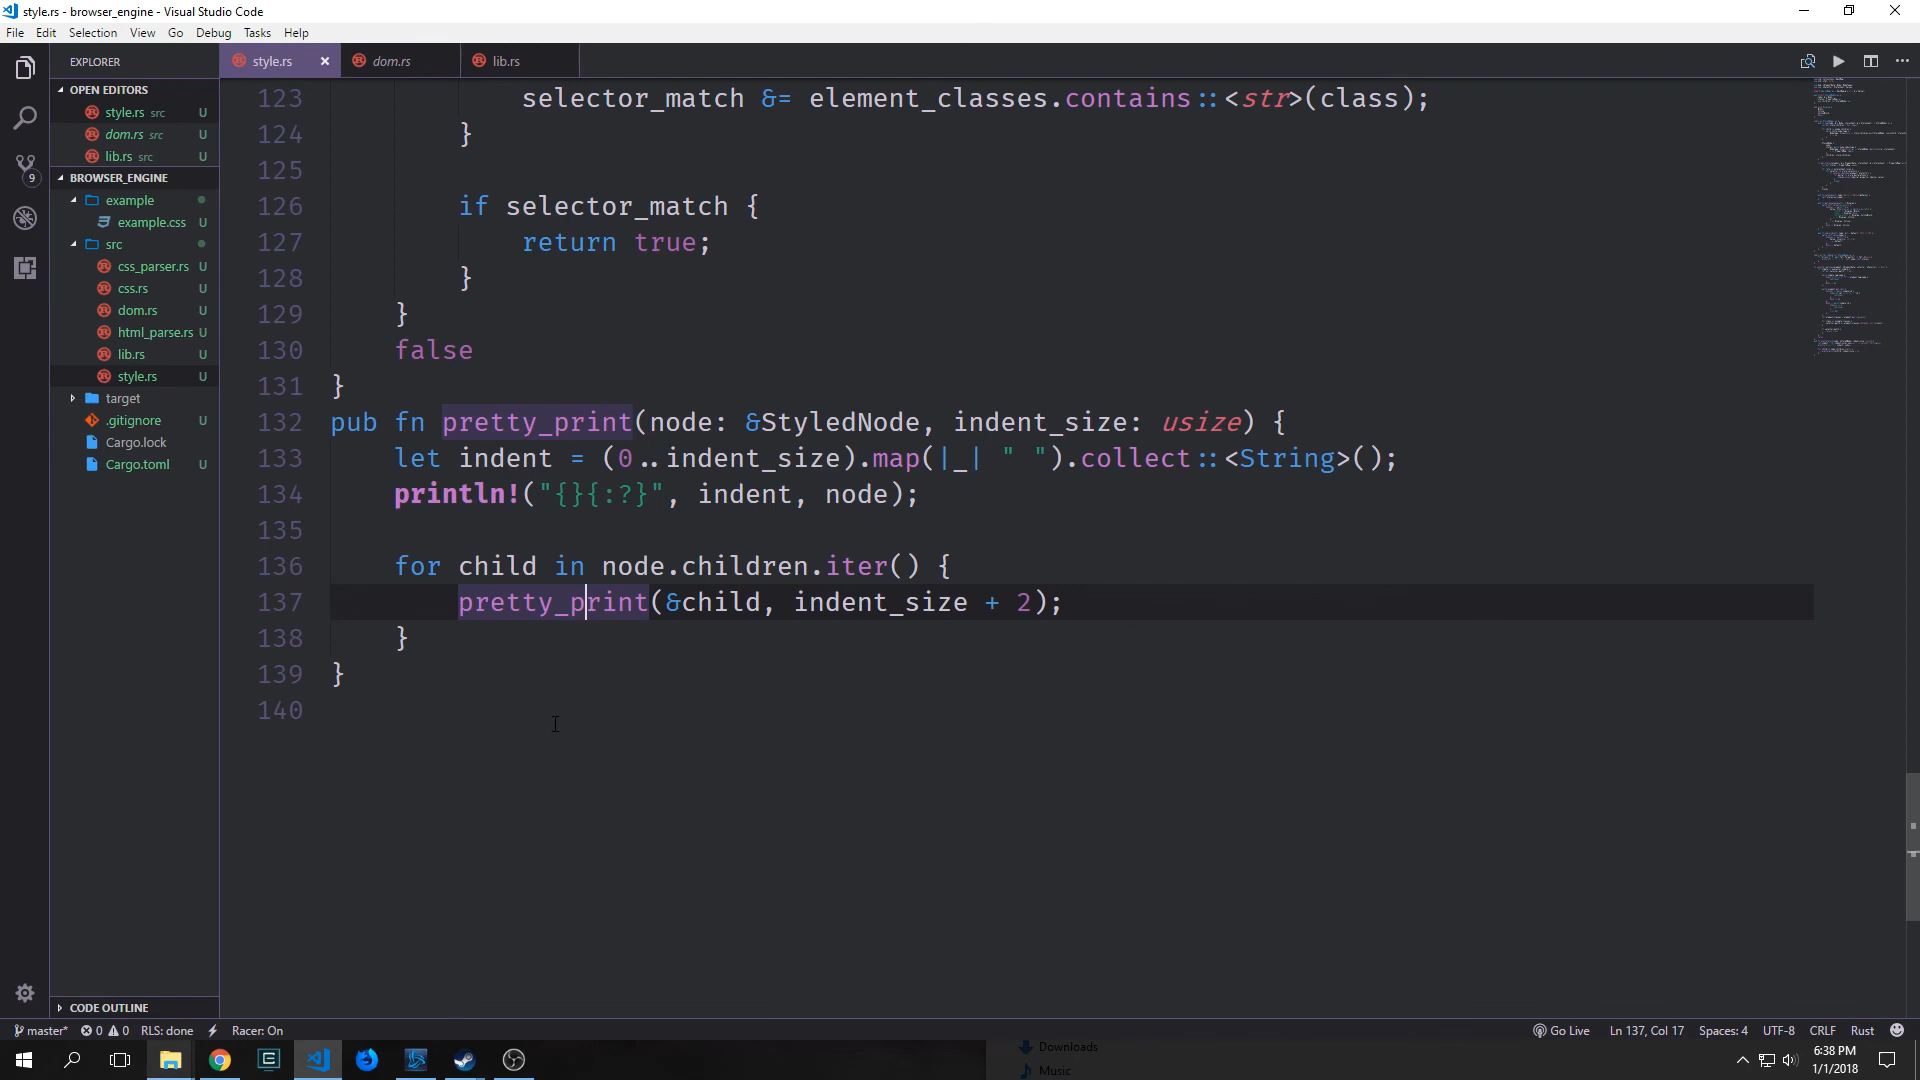 style.rs - browser_engine - Visual Studio Code
File Edit Selection View Go Debug Tasks Help
EXPLORER
style.rs × dom.rs lib.rs
OPEN EDITORS
style.rs src U
dom.rs src U
lib.rs src U
BROWSER_ENGINE
example
example.css U
src
css_parser.rs U
css.rs U
dom.rs U
html_parse.rs U
lib.rs U
style.rs U
target
.gitignore U
Cargo.lock
Cargo.toml U
9
CODE OUTLINE
123 selector_match &= element_classes.contains::<str>(class);
124 }
125
126 if selector_match {
127 return true;
128 }
129 }
130 false
131 }
132 pub fn pretty_print(node: &StyledNode, indent_size: usize) {
133 let indent = (0..indent_size).map(|_| " ").collect::<String>();
134 println!("{}{:?}", indent, node);
135
136 for child in node.children.iter() {
137 pretty_print(&child, indent_size + 2);
138 }
139 }
140
master* 0 0 RLS: done Racer: On Go Live Ln 137, Col 17 Spaces: 4 UTF-8 CRLF Rust
Downloads
Music
6:38 PM
1/1/2018